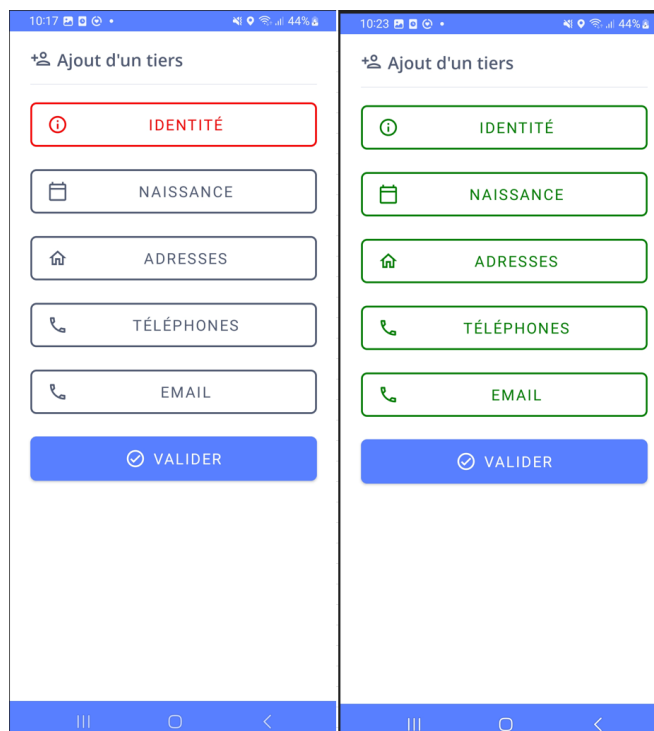 10:17 44%
Ajout d'un tiers
IDENTITÉ
NAISSANCE
ADRESSES
TÉLÉPHONES
EMAIL
VALIDER
10:23 44%
Ajout d'un tiers
IDENTITÉ
NAISSANCE
ADRESSES
TÉLÉPHONES
EMAIL
VALIDER